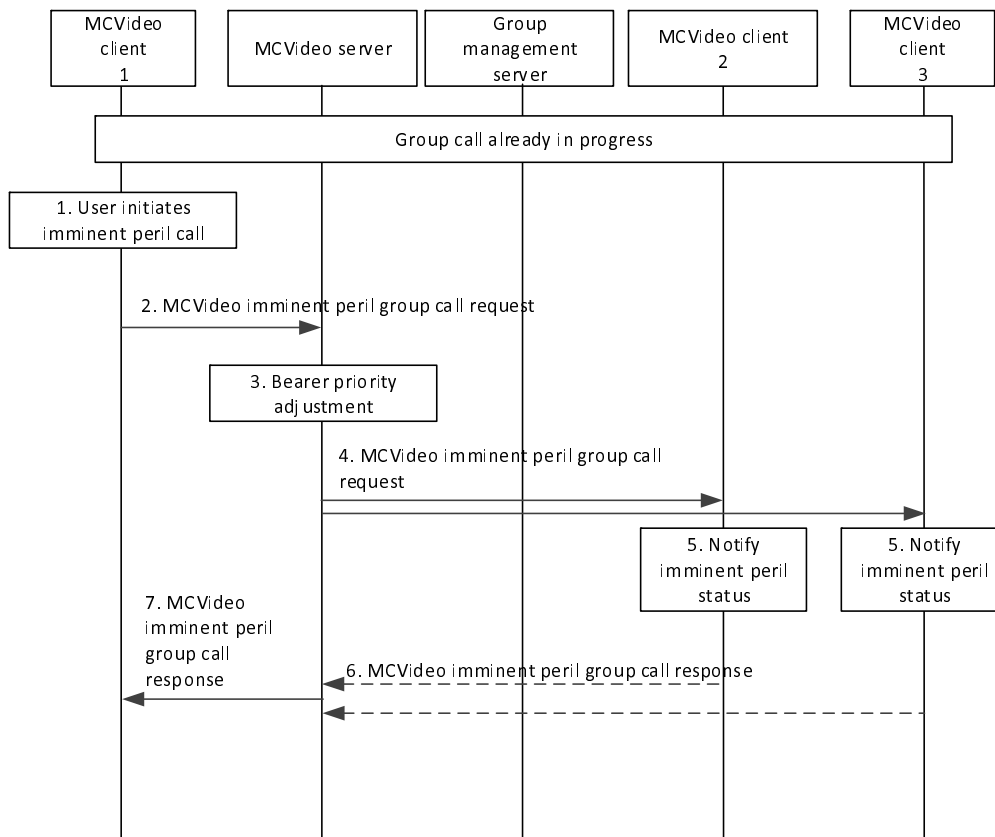 MCVideo
client
1
MCVideo server
Group
management
server
MCVideo client
2
MCVideo
client
3
Group call already in progress
1. User initiates
imminent peril call
2. MCVideo imminent peril group call request
3. Bearer priority
adjustment
4. MCVideo imminent peril group call
request
5. Notify
imminent peril
status
5. Notify
imminent peril
status
7. MCVideo
imminent peril
group call
response
6. MCVideo imminent peril group call response